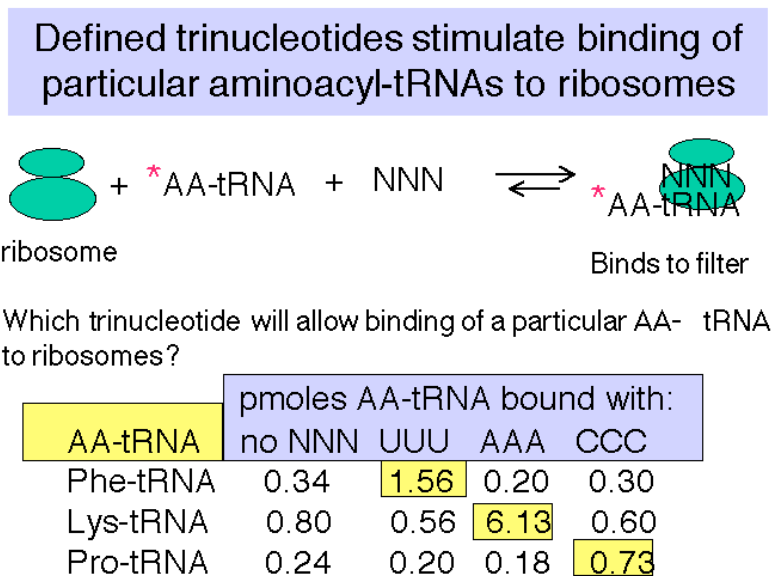 Defined trinucleotides stimulate binding of
particular aminoacyl-tRNAs to ribosomes
+ *AA-tRNA + NNN
NNN
*AA-tRNA
ribosome
Binds to filter
Which trinucleotide will allow binding of a particular AA- tRNA
to ribosomes?
pmoles AA-tRNA bound with:
AA-tRNA no NNN UUU AAA CCC
Phe-tRNA 0.34 1.56 0.20 0.30
Lys-tRNA 0.80 0.56 6.13 0.60
Pro-tRNA 0.24 0.20 0.18 0.73